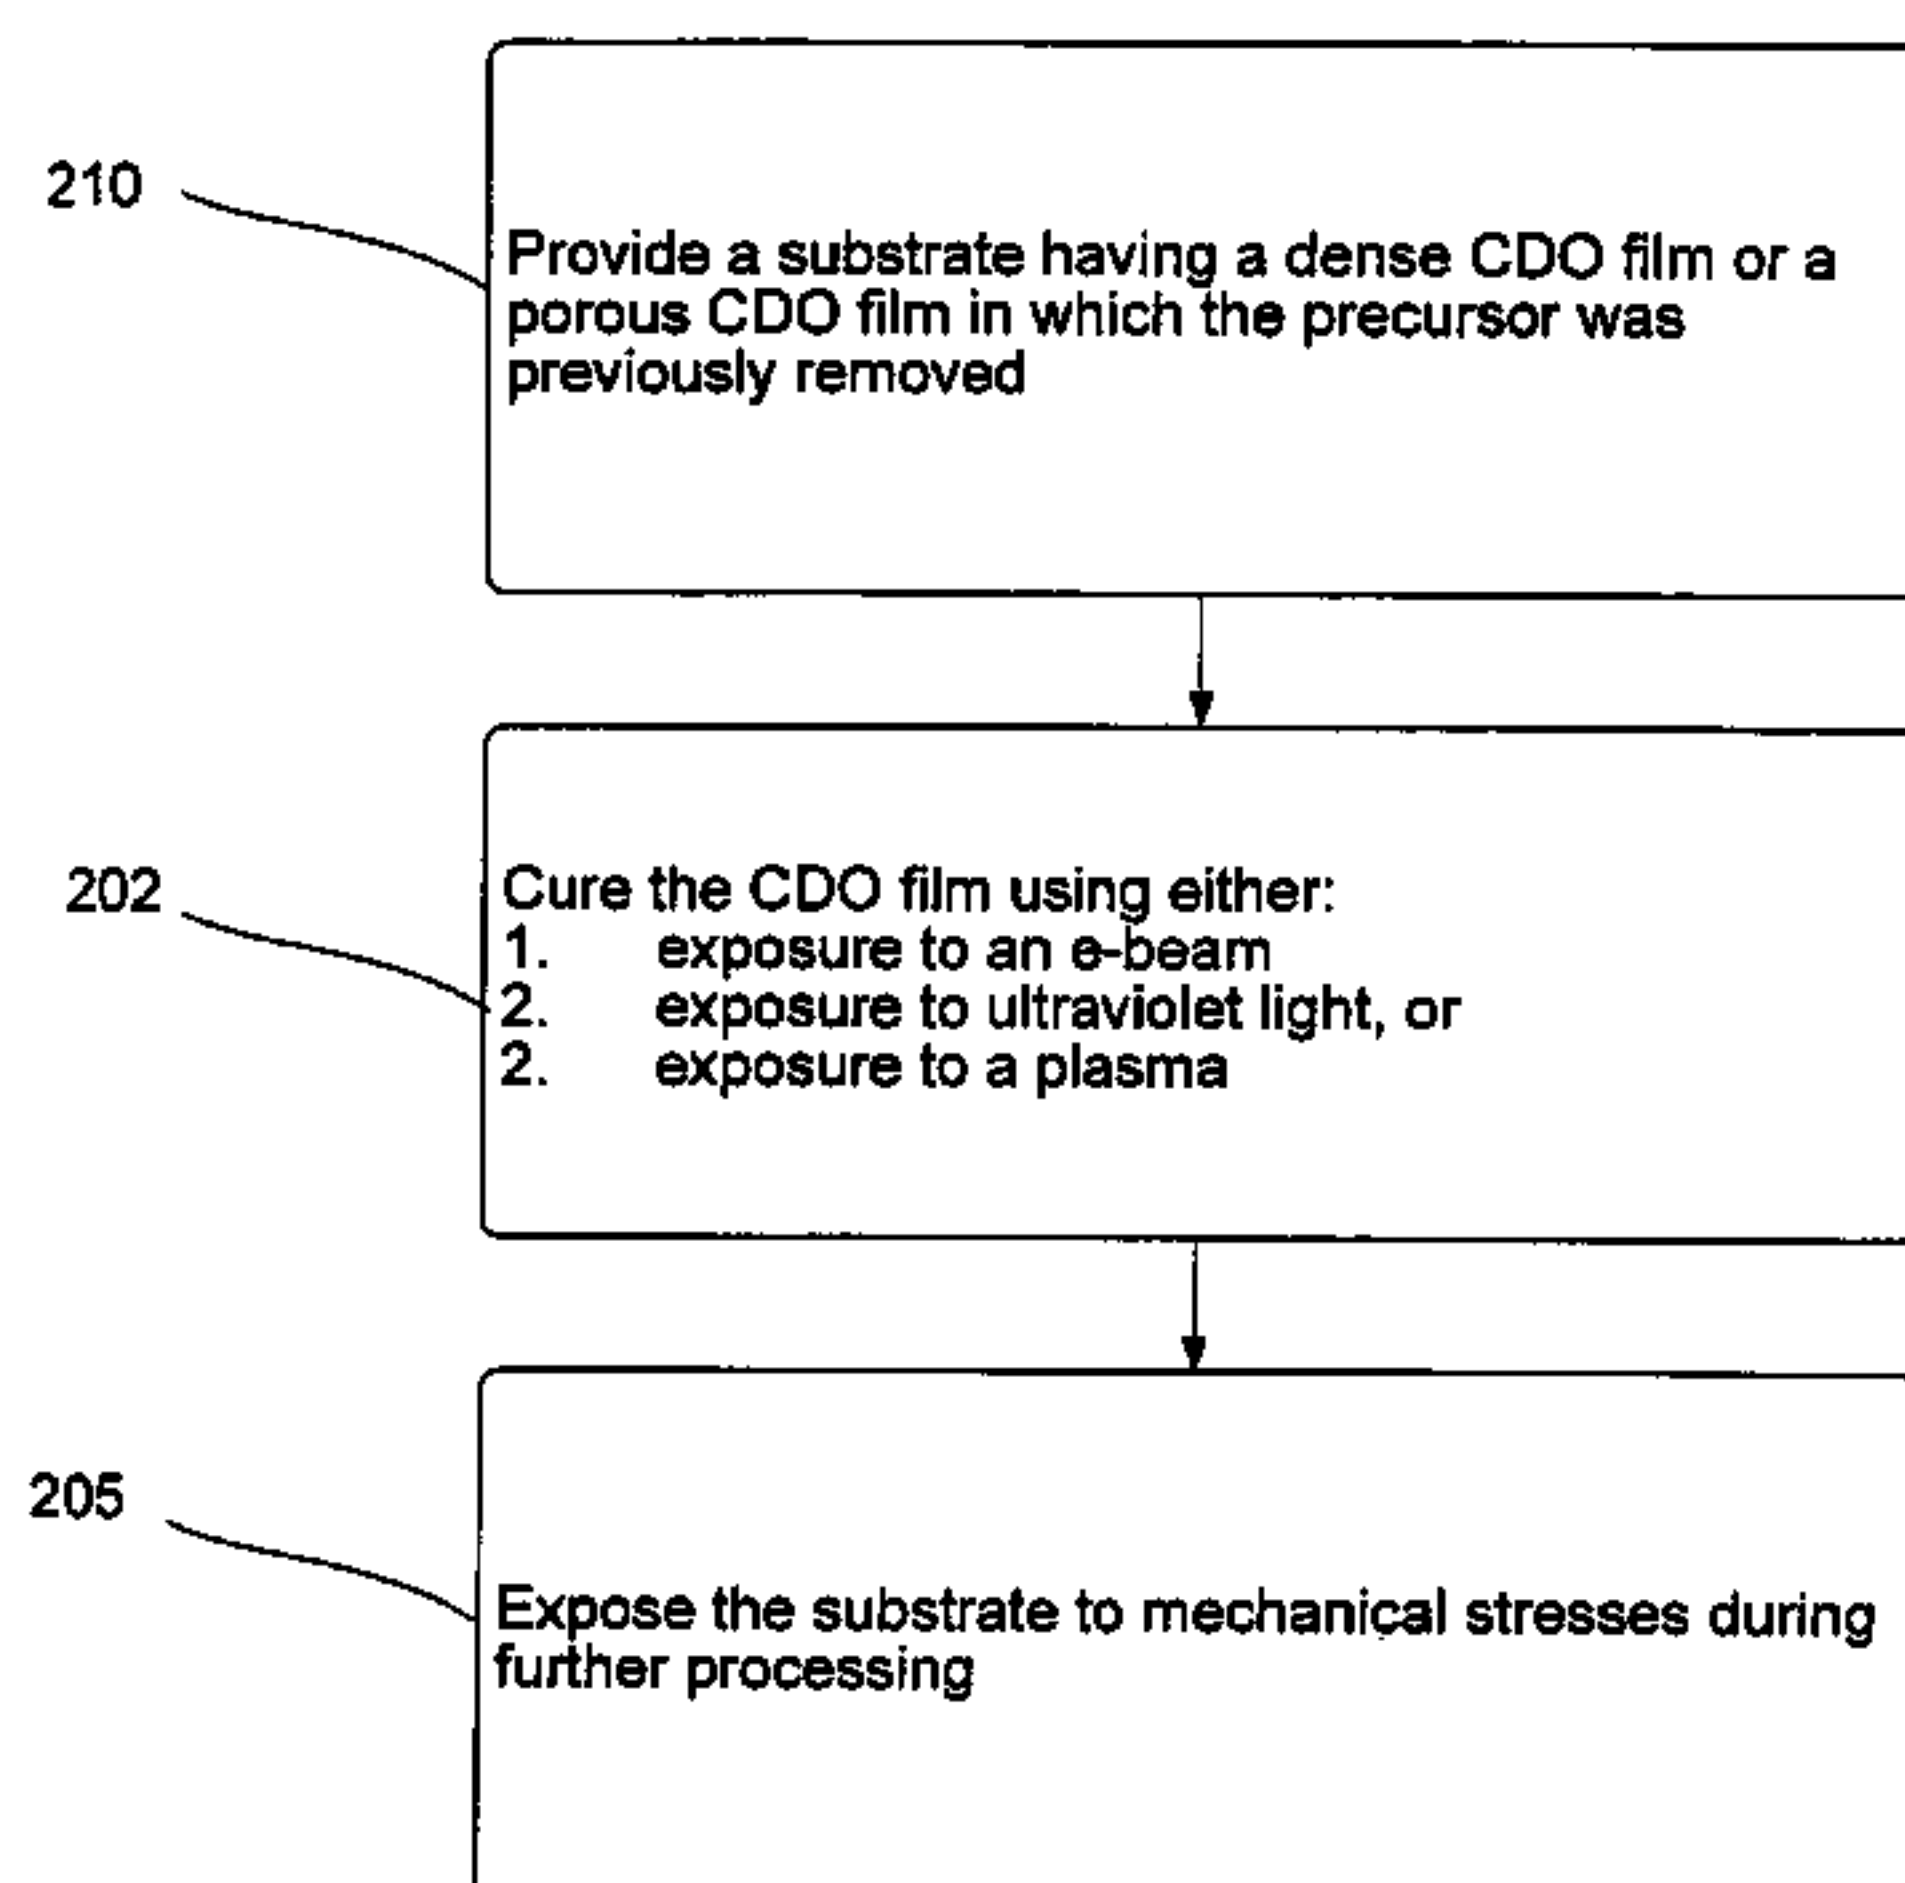 210
Provide a substrate having a dense CDO film or a
porous CDO film in which the precursor was
previously removed
202
Cure the CDO film using either:
1. exposure to an e-beam
2. exposure to ultraviolet light, or
2. exposure to a plasma
205
Expose the substrate to mechanical stresses during
further processing